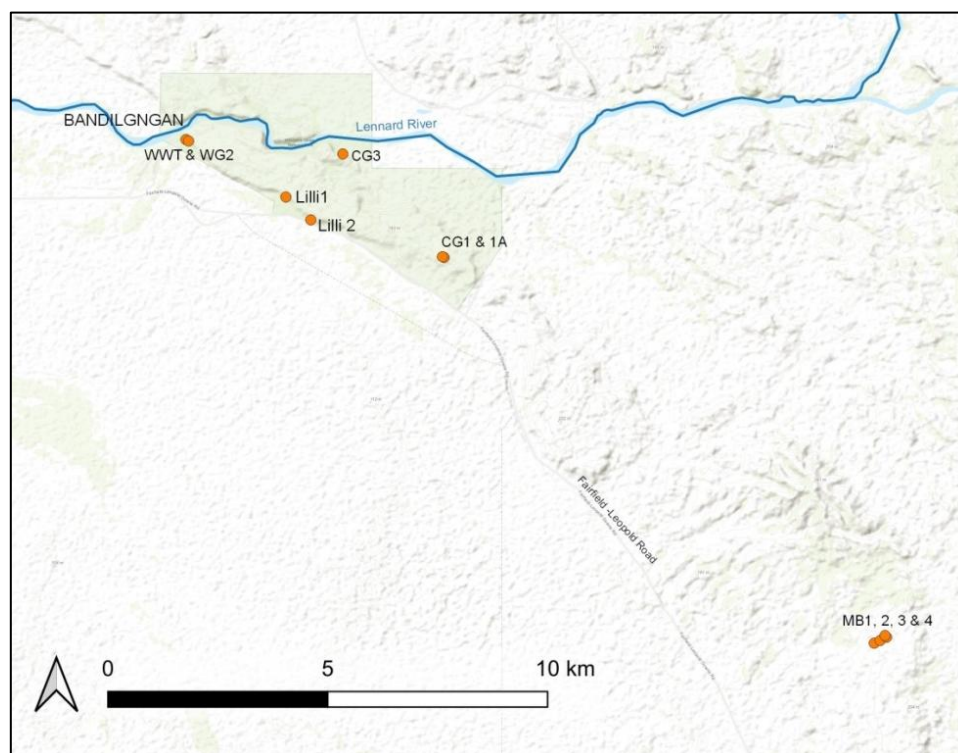 Lennard River
BANDILGNGAN
WWT & WG2
CG3
Lilli1
Lilli 2
CG1 & 1A
Fairfield -Leopold Road
MB1, 2, 3 & 4
0
5
10 km